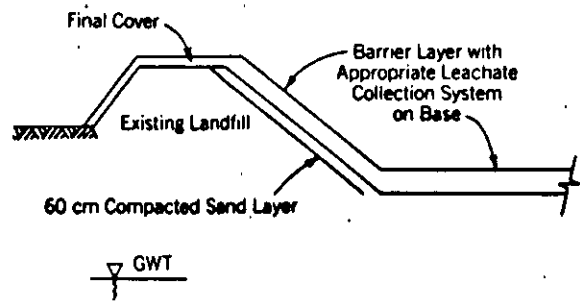 Final Cover
Barrier Layer with
Appropriate Leachate
Collection System
on Base
Existing Landfill
60 cm Compacted Sand Layer
GWT